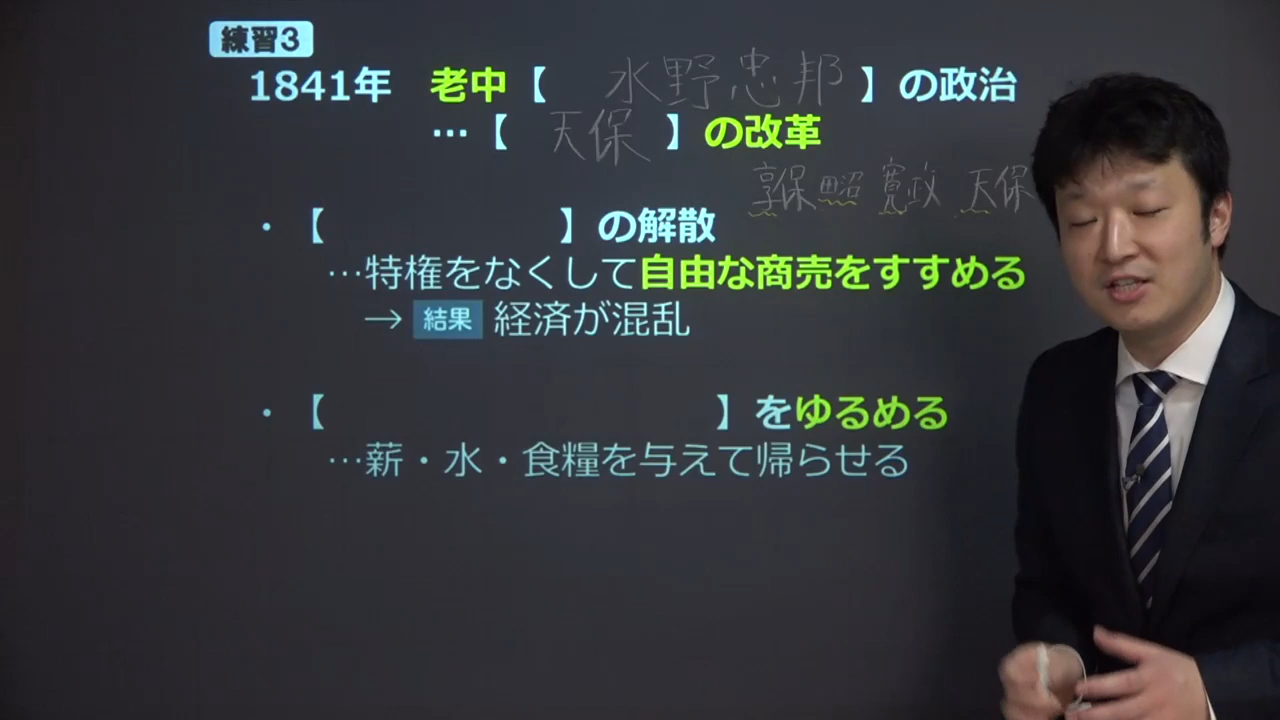 練習3
1841年 老中【 水野忠邦 】の政治
…【 天保 】の改革
享保 田沼 寛政 天保
・【 】の解散
…特権をなくして自由な商売をすすめる
→ 結果 経済が混乱
・【 】をゆるめる
…薪・水・食糧を与えて帰らせる